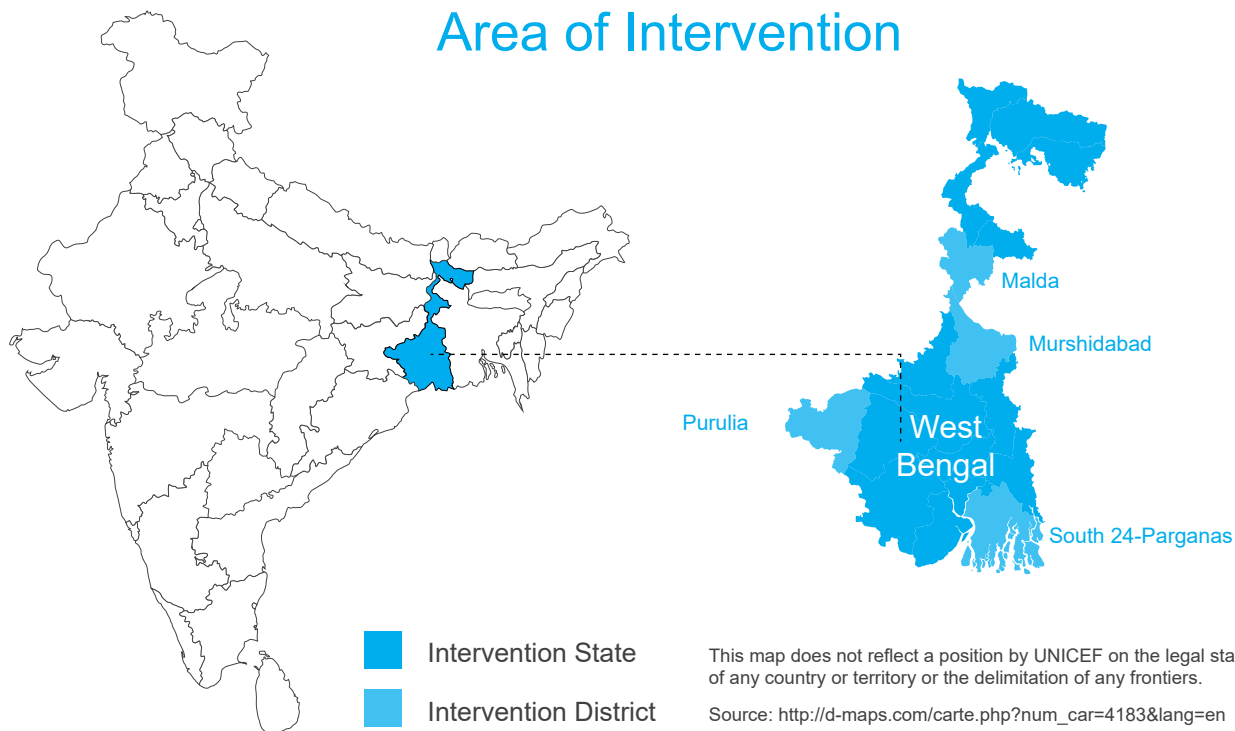 Area of Intervention
Malda
Murshidabad
Purulia
West
Bengal
South 24-Parganas
Intervention State
Intervention District
This map does not reflect a position by UNICEF on the legal sta
of any country or territory or the delimitation of any frontiers.
Source: http://d-maps.com/carte.php?num_car=4183&lang=en